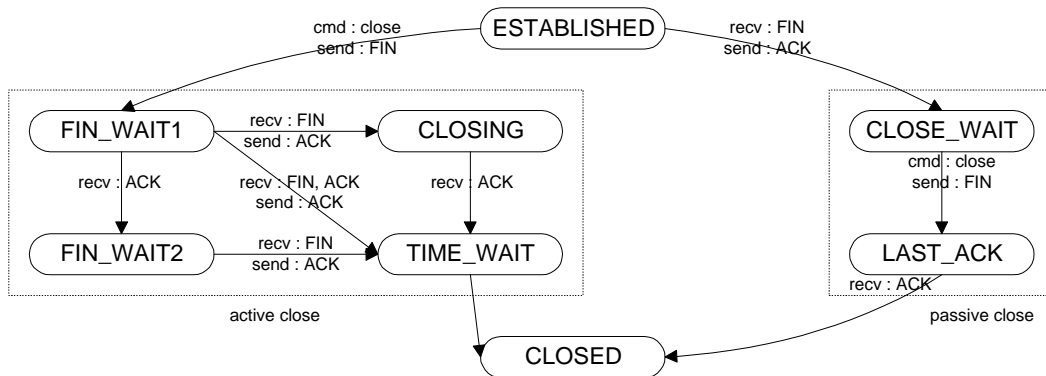 ESTABLISHED
cmd : close
send : FIN
recv : FIN
send : ACK
FIN_WAIT1
recv : FIN
send : ACK
CLOSING
CLOSE_WAIT
cmd : close
send : FIN
recv : ACK
recv : FIN, ACK
send : ACK
recv : ACK
FIN_WAIT2
recv : FIN
send : ACK
TIME_WAIT
LAST_ACK
recv : ACK
active close
passive close
CLOSED